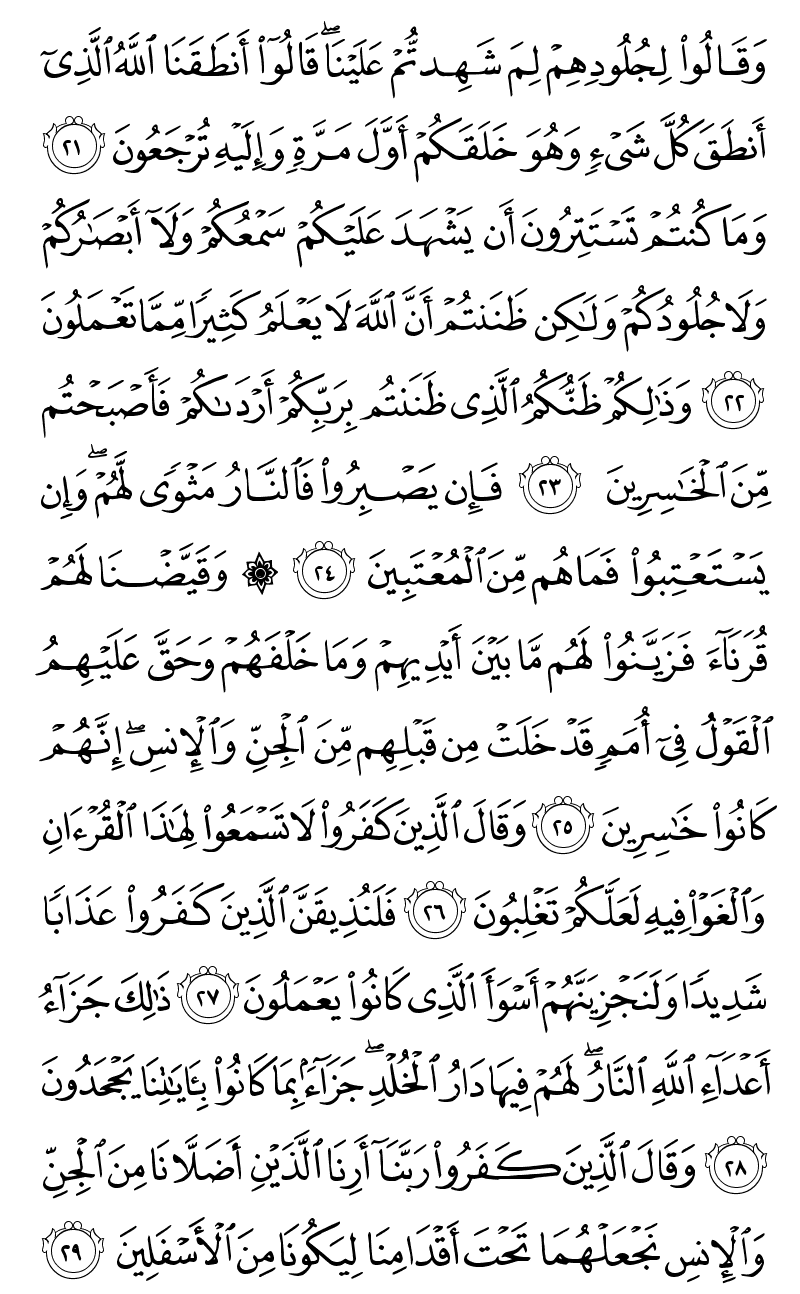 وَقَالُوا۟ لِجُلُودِهِمْ لِمَ شَهِدتُّمْ عَلَيْنَا ۖ قَالُوٓا۟ أَنطَقَنَا ٱللَّهُ ٱلَّذِىٓ
أَنطَقَ كُلَّ شَىْءٍ وَهُوَ خَلَقَكُمْ أَوَّلَ مَرَّةٍ وَإِلَيْهِ تُرْجَعُونَ ٢١
وَمَا كُنتُمْ تَسْتَتِرُونَ أَن يَشْهَدَ عَلَيْكُمْ سَمْعُكُمْ وَلَآ أَبْصَـٰرُكُمْ
وَلَا جُلُودُكُمْ وَلَـٰكِن ظَنَنتُمْ أَنَّ ٱللَّهَ لَا يَعْلَمُ كَثِيرًا مِّمَّا تَعْمَلُونَ
٢٢ وَذَٰلِكُمْ ظَنُّكُمُ ٱلَّذِى ظَنَنتُم بِرَبِّكُمْ أَرْدَىٰكُمْ فَأَصْبَحْتُم
مِّنَ ٱلْخَـٰسِرِينَ ٢٣ فَإِن يَصْبِرُوا۟ فَٱلنَّارُ مَثْوًى لَّهُمْ ۖ وَإِن
يَسْتَعْتِبُوا۟ فَمَا هُم مِّنَ ٱلْمُعْتَبِينَ ٢٤ ۞ وَقَيَّضْنَا لَهُمْ
قُرَنَآءَ فَزَيَّنُوا۟ لَهُم مَّا بَيْنَ أَيْدِيهِمْ وَمَا خَلْفَهُمْ وَحَقَّ عَلَيْهِمُ
ٱلْقَوْلُ فِىٓ أُمَمٍ قَدْ خَلَتْ مِن قَبْلِهِم مِّنَ ٱلْجِنِّ وَٱلْإِنسِ ۖ إِنَّهُمْ
كَانُوا۟ خَـٰسِرِينَ ٢٥ وَقَالَ ٱلَّذِينَ كَفَرُوا۟ لَا تَسْمَعُوا۟ لِهَـٰذَا ٱلْقُرْءَانِ
وَٱلْغَوْا۟ فِيهِ لَعَلَّكُمْ تَغْلِبُونَ ٢٦ فَلَنُذِيقَنَّ ٱلَّذِينَ كَفَرُوا۟ عَذَابًا
شَدِيدًا وَلَنَجْزِيَنَّهُمْ أَسْوَأَ ٱلَّذِى كَانُوا۟ يَعْمَلُونَ ٢٧ ذَٰلِكَ جَزَآءُ
أَعْدَآءِ ٱللَّهِ ٱلنَّارُ ۖ لَهُمْ فِيهَا دَارُ ٱلْخُلْدِ ۖ جَزَآءًۢ بِمَا كَانُوا۟ بِـَٔايَـٰتِنَا يَجْحَدُونَ
٢٨ وَقَالَ ٱلَّذِينَ كَفَرُوا۟ رَبَّنَآ أَرِنَا ٱلَّذَيْنِ أَضَلَّانَا مِنَ ٱلْجِنِّ
وَٱلْإِنسِ نَجْعَلْهُمَا تَحْتَ أَقْدَامِنَا لِيَكُونَا مِنَ ٱلْأَسْفَلِينَ ٢٩